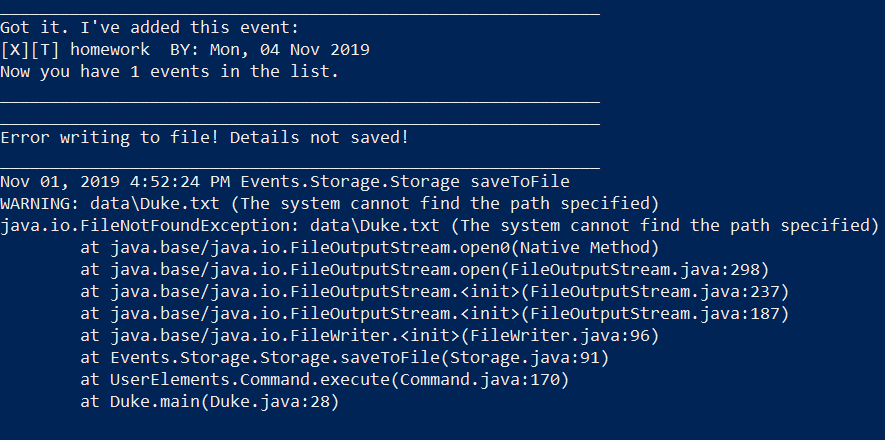 ____________________________________________________________
Got it. I've added this event:
[X][T] homework  BY: Mon, 04 Nov 2019
Now you have 1 events in the list.
____________________________________________________________
____________________________________________________________
Error writing to file! Details not saved!
____________________________________________________________
Nov 01, 2019 4:52:24 PM Events.Storage.Storage saveToFile
WARNING: data\Duke.txt (The system cannot find the path specified)
java.io.FileNotFoundException: data\Duke.txt (The system cannot find the path specified)
        at java.base/java.io.FileOutputStream.open0(Native Method)
        at java.base/java.io.FileOutputStream.open(FileOutputStream.java:298)
        at java.base/java.io.FileOutputStream.<init>(FileOutputStream.java:237)
        at java.base/java.io.FileOutputStream.<init>(FileOutputStream.java:187)
        at java.base/java.io.FileWriter.<init>(FileWriter.java:96)
        at Events.Storage.Storage.saveToFile(Storage.java:91)
        at UserElements.Command.execute(Command.java:170)
        at Duke.main(Duke.java:28)